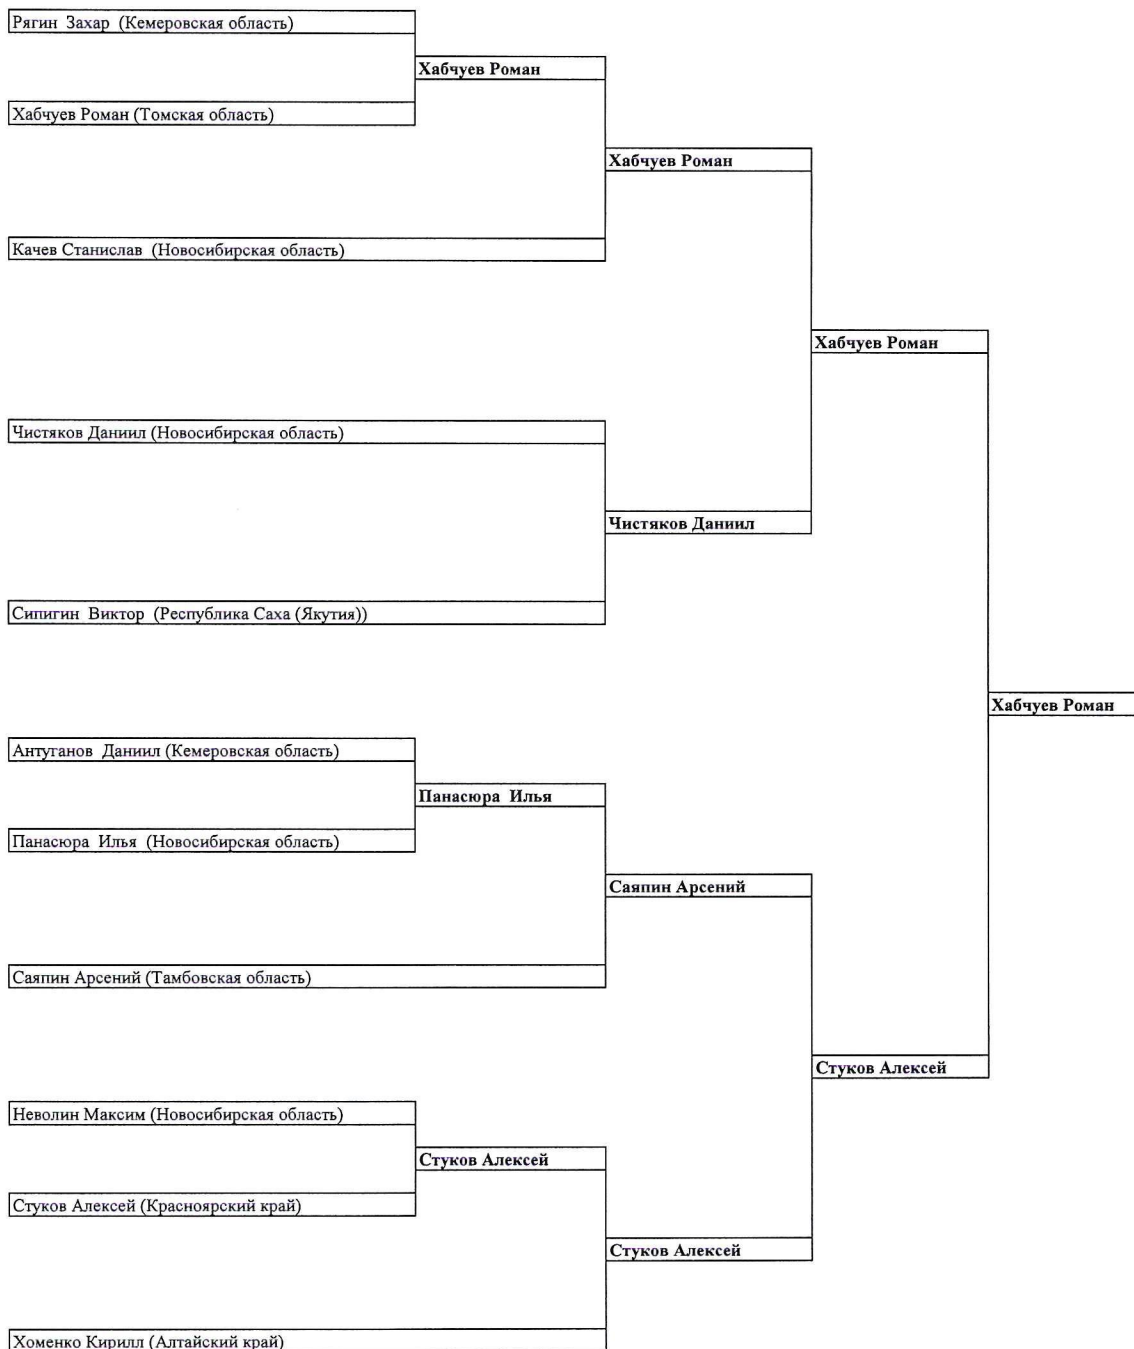 Рягин  Захар  (Кемеровская область)
Хабчуев Роман
Хабчуев Роман (Томская область)
Хабчуев Роман
Качев Станислав  (Новосибирская область)
Хабчуев Роман
Чистяков Даниил (Новосибирская область)
Чистяков Даниил
Сипигин  Виктор  (Республика Саха (Якутия))
Хабчуев Роман
Антуганов  Даниил (Кемеровская область)
Панасюра  Илья
Панасюра  Илья  (Новосибирская область)
Саяпин Арсений
Саяпин Арсений (Тамбовская область)
Стуков Алексей
Неволин Максим (Новосибирская область)
Стуков Алексей
Стуков Алексей (Красноярский край)
Стуков Алексей
Хоменко Кирилл (Алтайский край)